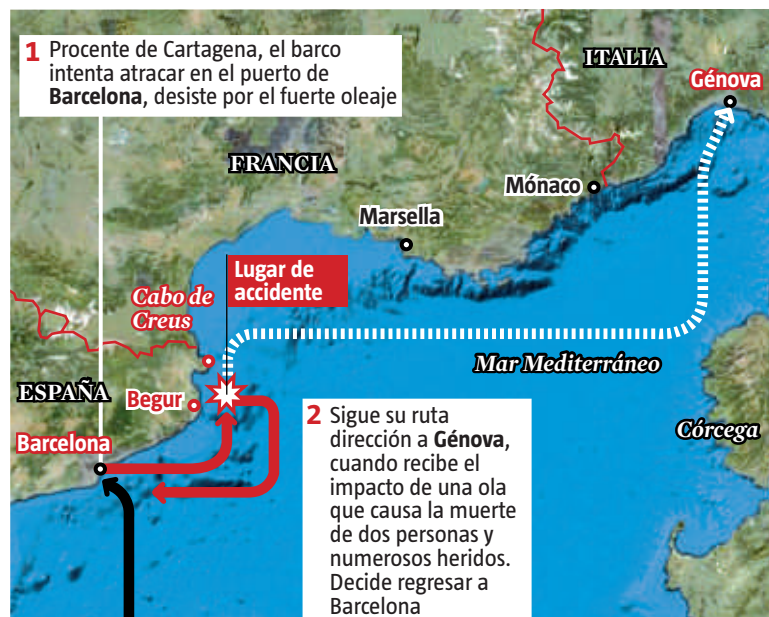 1 Procente de Cartagena, el barco
intenta atracar en el puerto de
Barcelona, desiste por el fuerte oleaje
ITALIA
Génova
FRANCIA
Mónaco
Marsella
Lugar de
accidente
Cabo de
Creus
Mar Mediterráneo
ESPAÑA
Begur
Barcelona
Córcega
2 Sigue su ruta
dirección a Génova,
cuando recibe el
impacto de una ola
que causa la muerte
de dos personas y
numerosos heridos.
Decide regresar a
Barcelona